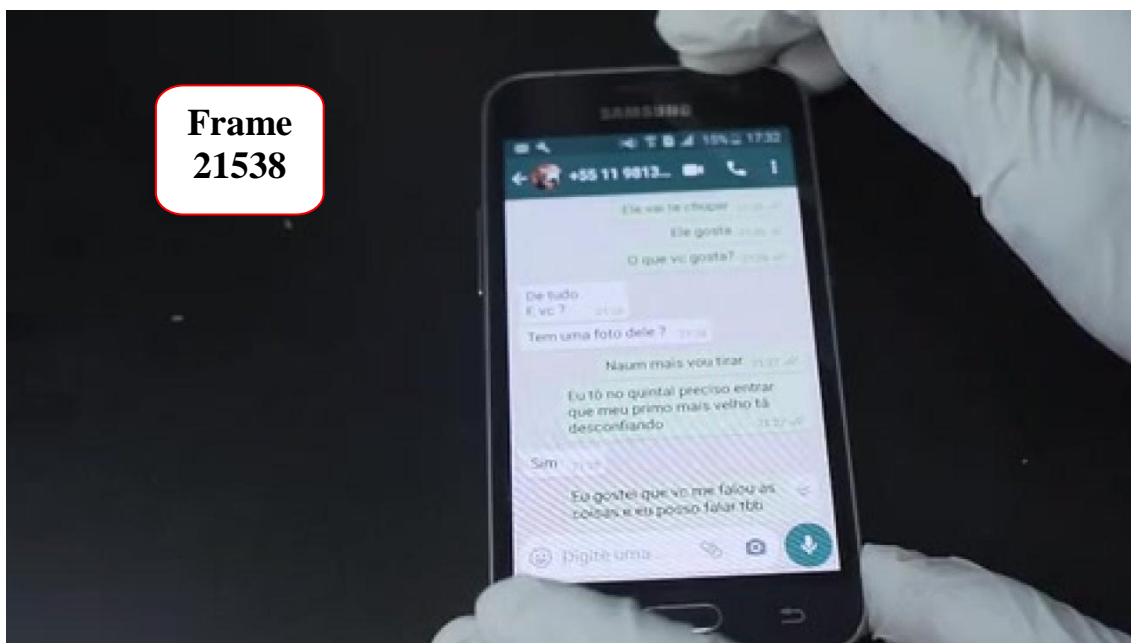 Frame
21538
SAMSUNG
15% 17:32
+55 11 9813...
Ele vai te chupar
Ele gosta
O que vc gosta?
De tudo
E vc ?
Tem uma foto dele ?
Naum mais vou tirar
Eu tô no quintal preciso entrar
que meu primo mais velho tá
desconfiando
Sim
Eu gostei que vc me falou as
coisas e eu posso falar tbb
Digite uma...